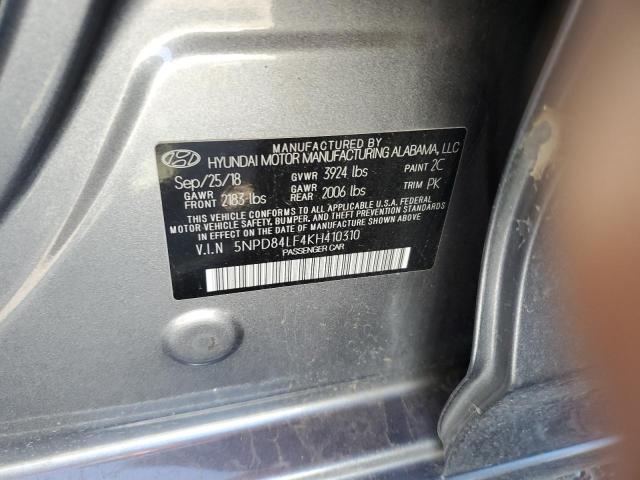 MANUFACTURED BY
HYUNDAI MOTOR MANUFACTURING ALABAMA, LLC
Sep/25/18 GVWR 3924 lbs PAINT 2C
GAWR FRONT 2183 lbs GAWR REAR 2006 lbs TRIM PK
THIS VEHICLE CONFORMS TO ALL APPLICABLE U.S.A. FEDERAL
MOTOR VEHICLE SAFETY, BUMPER, AND THEFT PREVENTION
STANDARDS IN EFFECT ON THE DATE OF MANUFACTURE SHOWN ABOVE.
V.I.N 5NPD84LF4KH410310
PASSENGER CAR